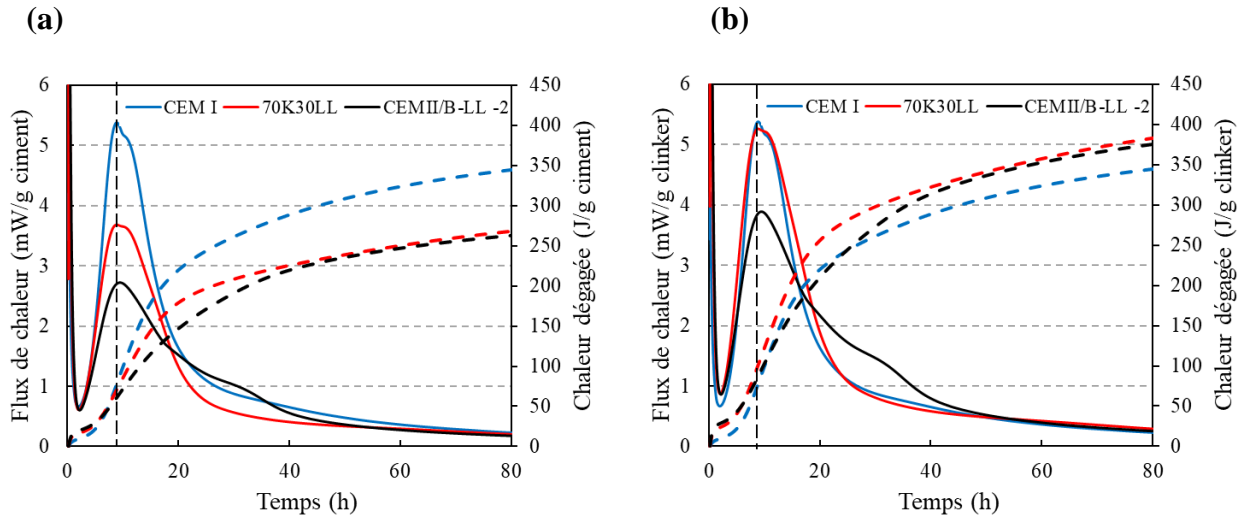 (a)
CEM I 70K30LL CEMII/B-LL -2
Flux de chaleur (mW/g ciment)
6
5
4
3
2
1
0
Chaleur dégagée (J/g ciment)
450
400
350
300
250
200
150
100
50
0
0 20 40 60 80
Temps (h)
(b)
CEM I 70K30LL CEMII/B-LL -2
Flux de chaleur (mW/g clinker)
6
5
4
3
2
1
0
Chaleur dégagée (J/g clinker)
450
400
350
300
250
200
150
100
50
0
0 20 40 60 80
Temps (h)